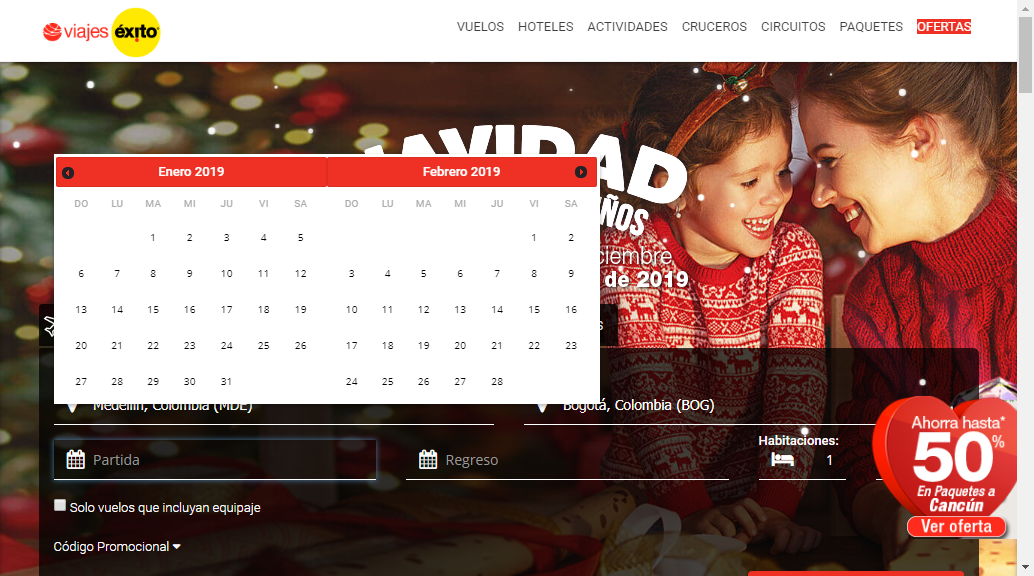 viajes éxito
VUELOS HOTELES ACTIVIDADES CRUCEROS CIRCUITOS PAQUETES OFERTAS
Enero 2019 Febrero 2019
DO LU MA MI JU VI SA DO LU MA MI JU VI SA
1 2 3 4 5 1 2
6 7 8 9 10 11 12 3 4 5 6 7 8 9
13 14 15 16 17 18 19 10 11 12 13 14 15 16
20 21 22 23 24 25 26 17 18 19 20 21 22 23
27 28 29 30 31 24 25 26 27 28
de 2019
Medellín, Colombia (MDE) Bogotá, Colombia (BOG)
Habitaciones:
Partida Regreso 1
Solo vuelos que incluyan equipaje
Código Promocional
Ahorra hasta*
50%
En Paquetes a
Cancún
Ver oferta